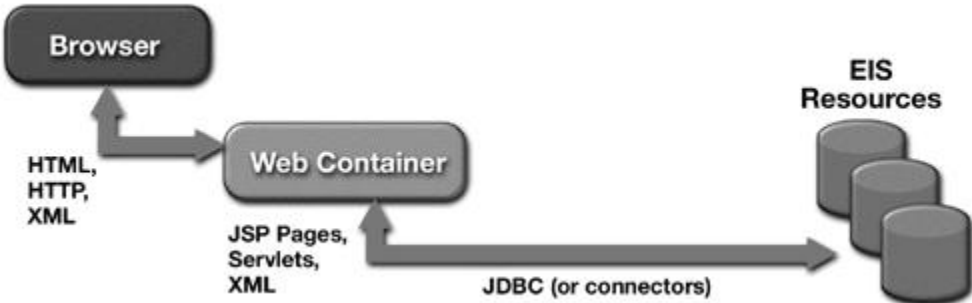 Browser
EIS
Resources
HTML,
HTTP,
XML
Web Container
JSP Pages,
Servlets,
XML
JDBC (or connectors)